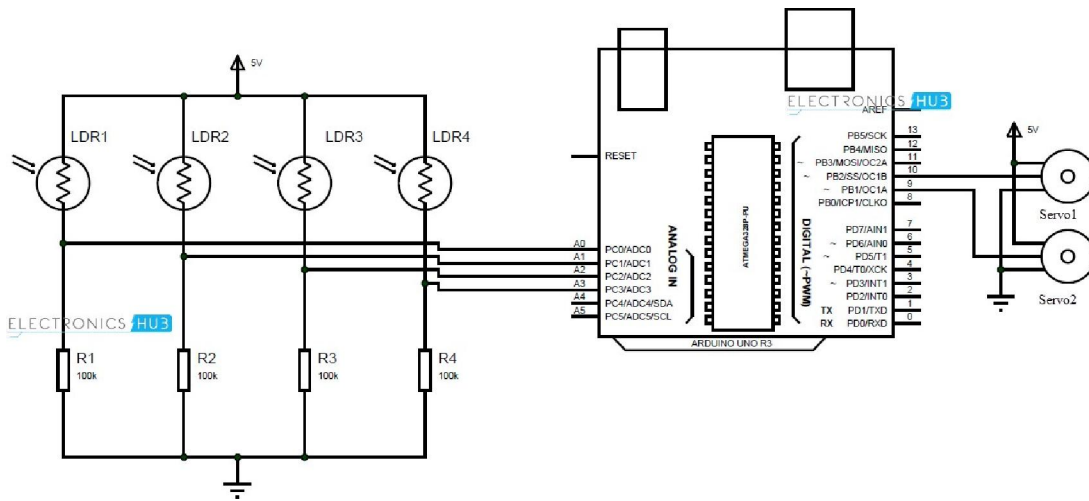 5V
LDR1
LDR2
LDR3
LDR4
ELECTRONICS HUB
R1
100k
R2
100k
R3
100k
R4
100k
ELECTRONICS HUB
AREF
RESET
A0 PC0/ADC0
A1 PC1/ADC1
A2 PC2/ADC2
A3 PC3/ADC3
A4 PC4/ADC4/SDA
A5 PC5/ADC5/SCL
ANALOG IN
ATMEGA328P-PU
DIGITAL (~PWM)
PB5/SCK 13
PB4/MISO 12
~ PB3/MOSI/OC2A 11
~ PB2/SS/OC1B 10
~ PB1/OC1A 9
PB0/ICP1/CLKO 8
PD7/AIN1 7
~ PD6/AIN0 6
~ PD5/T1 5
PD4/T0/XCK 4
~ PD3/INT1 3
PD2/INT0 2
TX PD1/TXD 1
RX PD0/RXD 0
ARDUINO UNO R3
5V
Servo1
Servo2